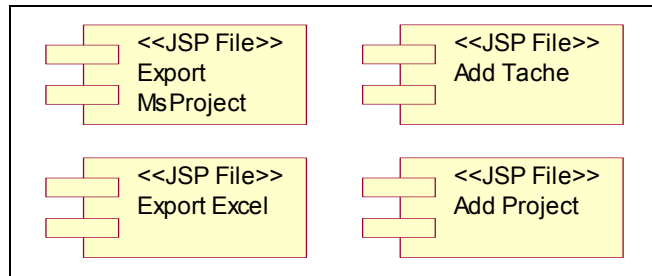 <<JSP File>>
Export
MsProject
<<JSP File>>
Add Tache
<<JSP File>>
Export Excel
<<JSP File>>
Add Project